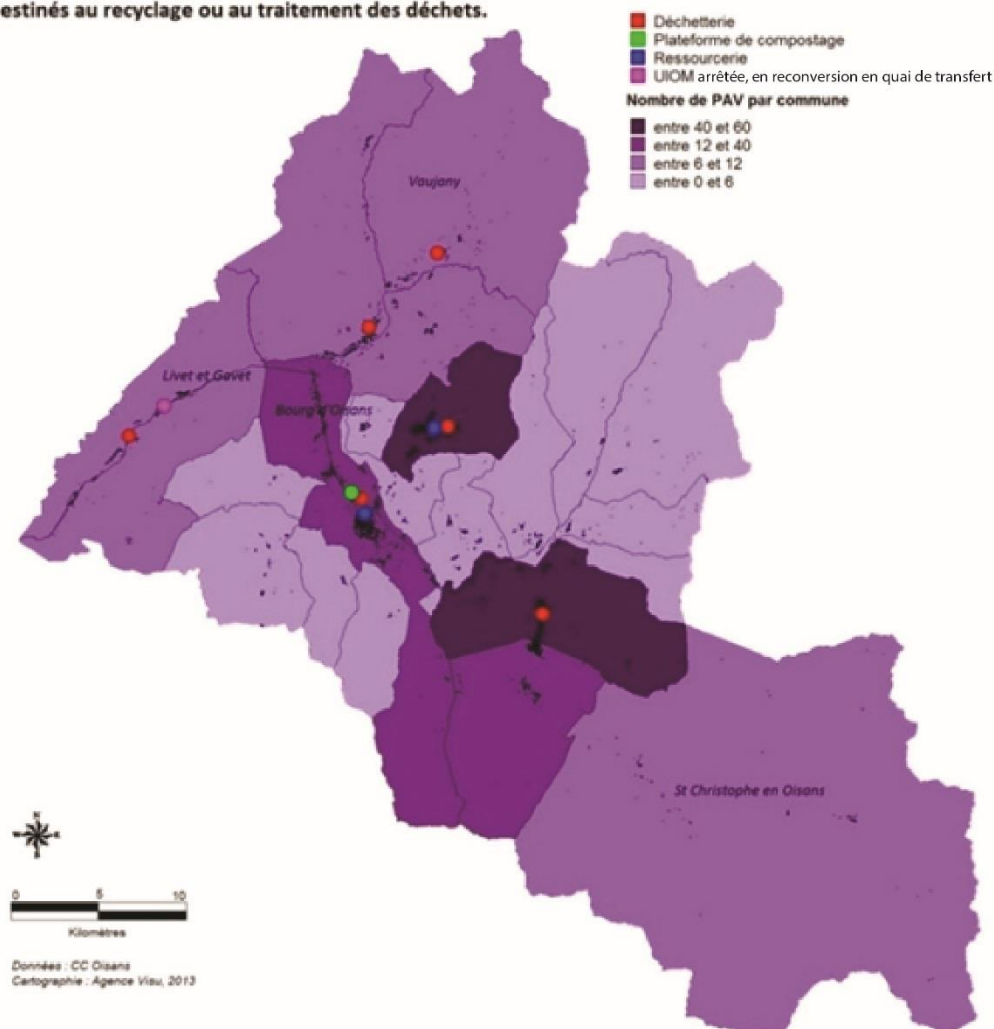 estinés au recyclage ou au traitement des déchets.
Déchetterie
Plateforme de compostage
Ressourcerie
UIOM arrêtée, en reconversion en quai de transfert
Nombre de PAV par commune
entre 40 et 60
entre 12 et 40
entre 6 et 12
entre 0 et 6
Vaujany
Livet et Gavet
Bourg d'Oisans
St Christophe en Oisans
N
W E
S
0 5 10
Kilomètres
Données : CC Oisans
Cartographie : Agence Visu, 2013